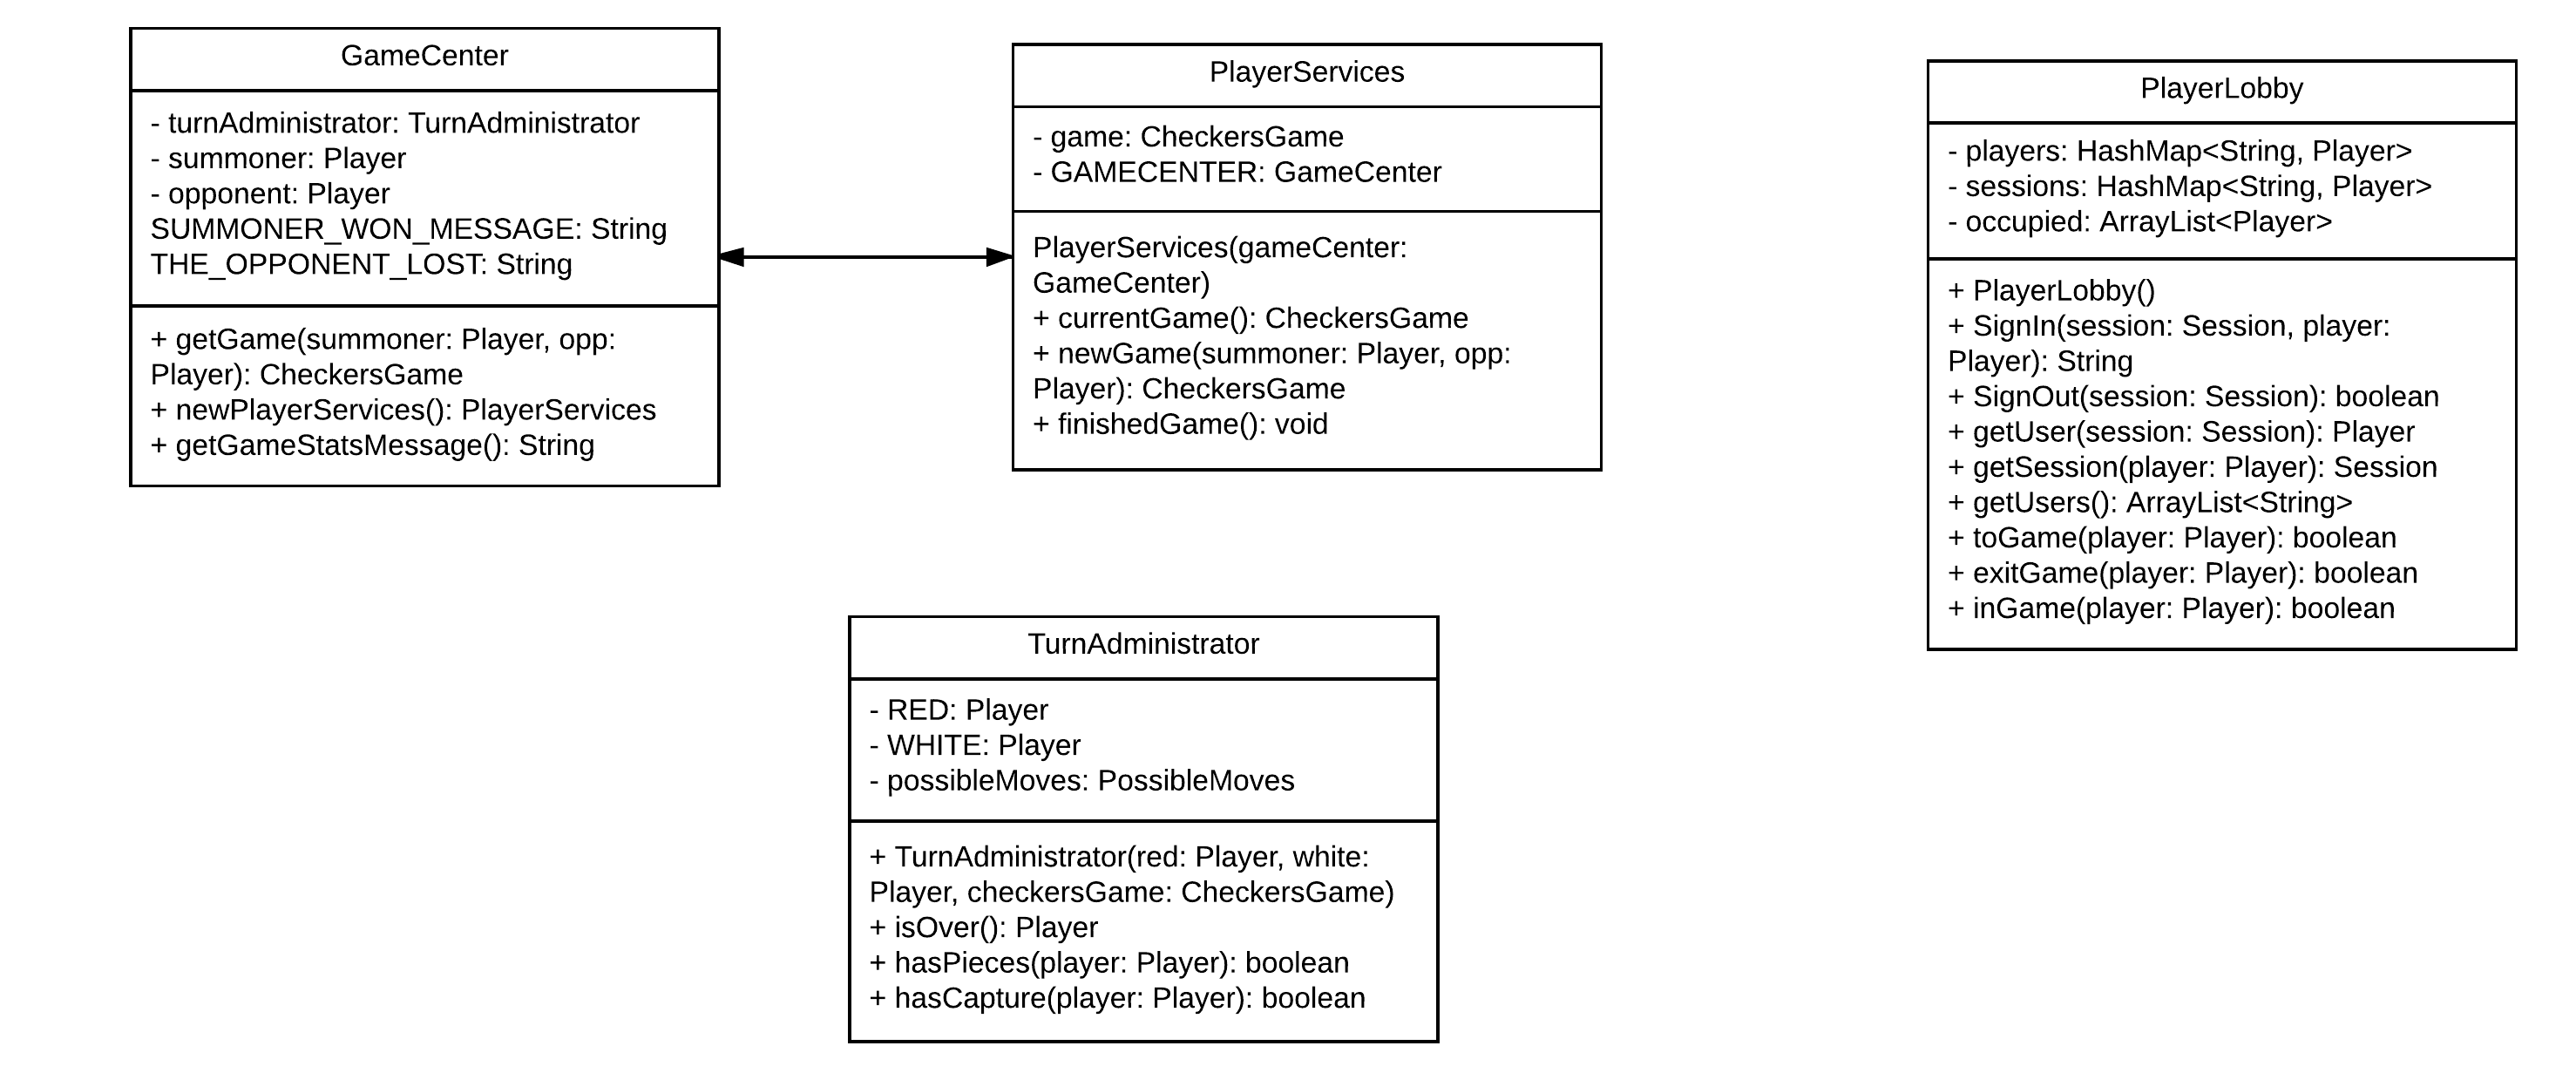 GameCenter
- turnAdministrator: TurnAdministrator
- summoner: Player
- opponent: Player
SUMMONER_WON_MESSAGE: String
THE_OPPONENT_LOST: String
+ getGame(summoner: Player, opp:
Player): CheckersGame
+ newPlayerServices(): PlayerServices
+ getGameStatsMessage(): String
PlayerServices
- game: CheckersGame
- GAMECENTER: GameCenter
PlayerServices(gameCenter:
GameCenter)
+ currentGame(): CheckersGame
+ newGame(summoner: Player, opp:
Player): CheckersGame
+ finishedGame(): void
PlayerLobby
- players: HashMap<String, Player>
- sessions: HashMap<String, Player>
- occupied: ArrayList<Player>
+ PlayerLobby()
+ SignIn(session: Session, player:
Player): String
+ SignOut(session: Session): boolean
+ getUser(session: Session): Player
+ getSession(player: Player): Session
+ getUsers(): ArrayList<String>
+ toGame(player: Player): boolean
+ exitGame(player: Player): boolean
+ inGame(player: Player): boolean
TurnAdministrator
- RED: Player
- WHITE: Player
- possibleMoves: PossibleMoves
+ TurnAdministrator(red: Player, white:
Player, checkersGame: CheckersGame)
+ isOver(): Player
+ hasPieces(player: Player): boolean
+ hasCapture(player: Player): boolean